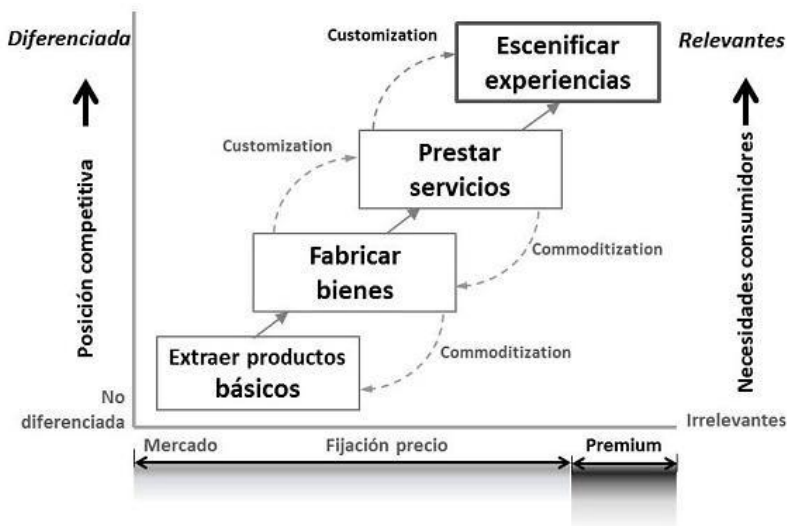 Diferenciada
Customization
Escenificar
experiencias
Relevantes
Customization
Prestar
servicios
Posición competitiva
Necesidades consumidores
Fabricar
bienes
Commoditization
Extraer productos
básicos
Commoditization
No
diferenciada
Irrelevantes
Mercado
Fijación precio
Premium